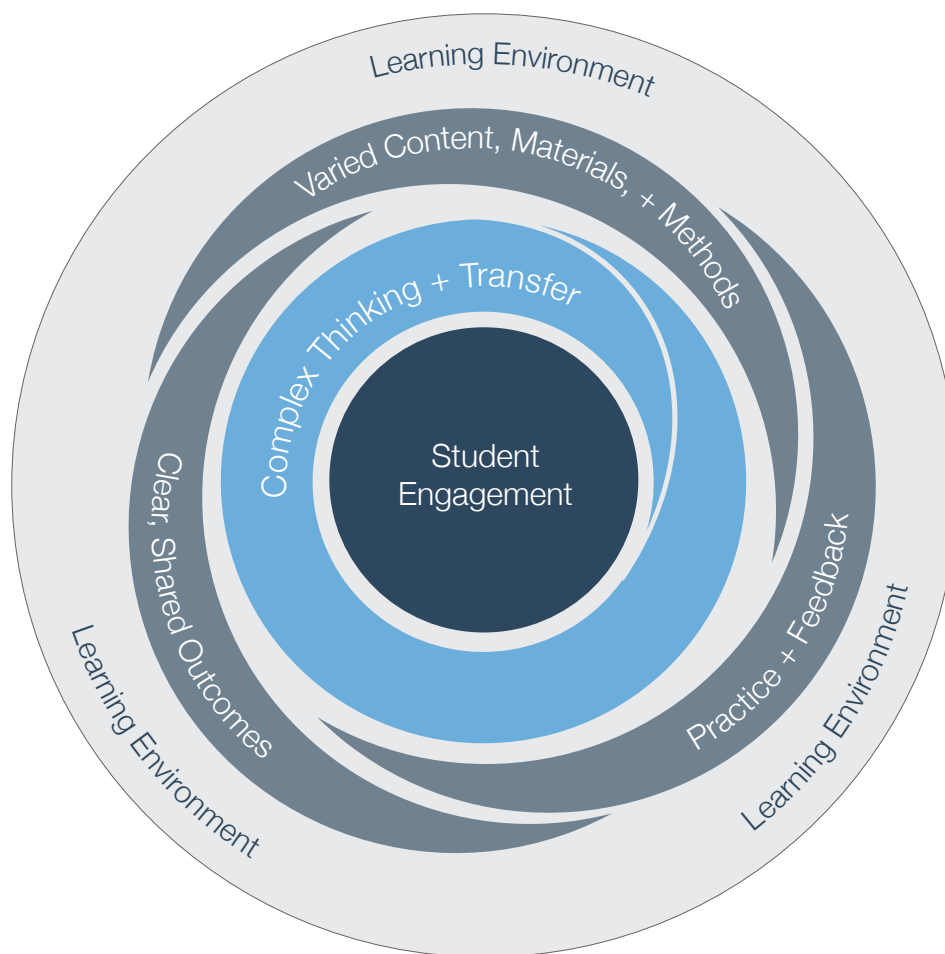 Learning Environment
Varied Content, Materials, + Methods
Complex Thinking + Transfer
Student
Engagement
Clear, Shared Outcomes
Practice + Feedback
Learning Environment
Learning Environment